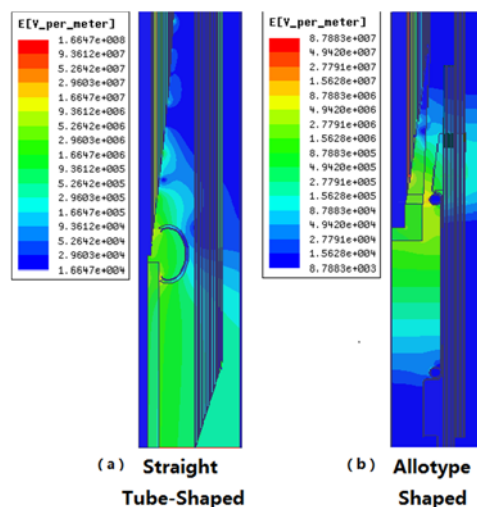 E[V_per_meter]
1.6647e+008
9.3612e+007
5.2642e+007
2.9603e+007
1.6647e+007
9.3612e+006
5.2642e+006
2.9603e+006
1.6647e+006
9.3612e+005
5.2642e+005
2.9603e+005
1.6647e+005
9.3612e+004
5.2642e+004
2.9603e+004
1.6647e+004
E[V_per_meter]
8.7883e+007
4.9420e+007
2.7791e+007
1.5628e+007
8.7883e+006
4.9420e+006
2.7791e+006
1.5628e+006
8.7883e+005
4.9420e+005
2.7791e+005
1.5628e+005
8.7883e+004
4.9420e+004
2.7791e+004
1.5628e+004
8.7883e+003
(a) Straight
Tube-Shaped
(b) Allotype
Shaped